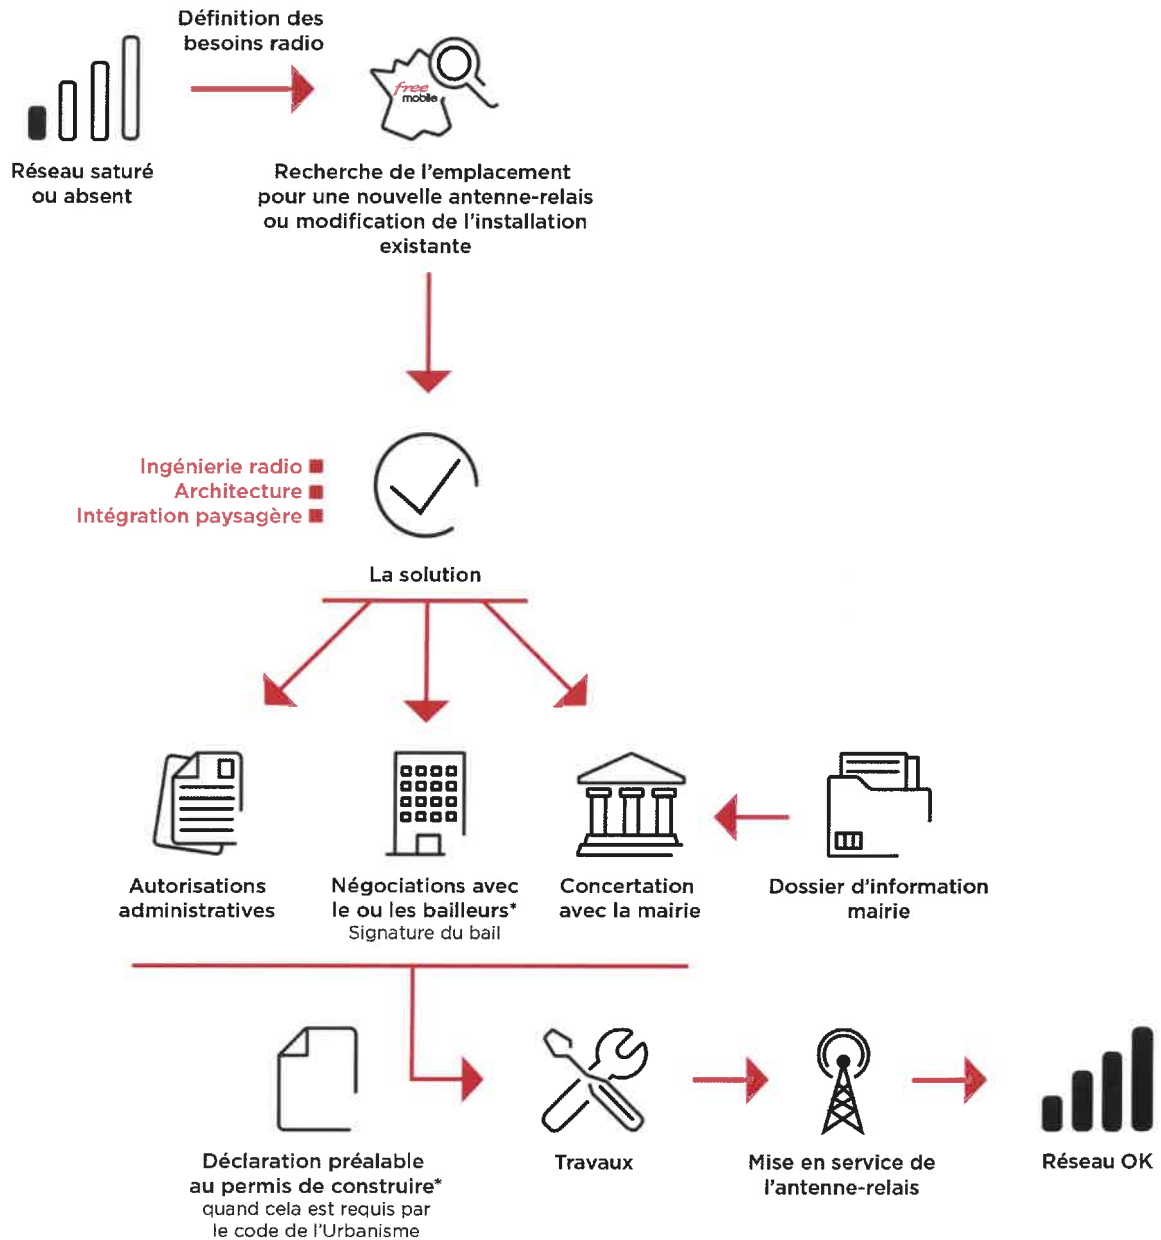 Définition des
besoins radio
free
mobile
Réseau saturé
ou absent
Recherche de l'emplacement
pour une nouvelle antenne-relais
ou modification de l'installation
existante
Ingénierie radio
Architecture
Intégration paysagère
La solution
Autorisations
administratives
Négociations avec
le ou les bailleurs*
Signature du bail
Concertation
avec la mairie
Dossier d'information
mairie
Déclaration préalable
au permis de construire*
quand cela est requis par
le code de l'Urbanisme
Travaux
Mise en service de
l'antenne-relais
Réseau OK